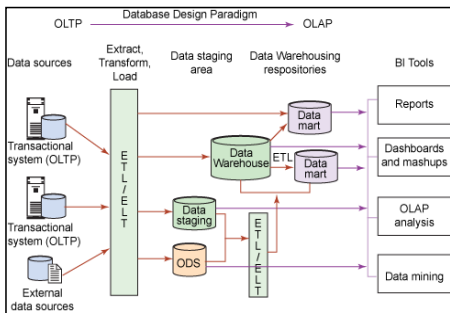 Database Design Paradigm
OLTP
OLAP
Data sources
Extract,
Transform,
Load
Data staging
area
Data Warehousing
respositories
BI Tools
Transactional
system (OLTP)
Transactional
system (OLTP)
External
data sources
ETL/ELT
Data
Warehouse
Data
staging
ODS
ETL/ELT
ETL
Data
mart
Data
mart
Reports
Dashboards
and mashups
OLAP
analysis
Data mining